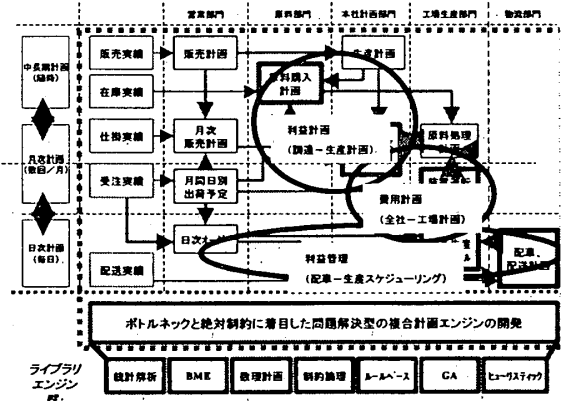 営業部門 原料部門 本社計画部門 工場生産部門 物流部門
中長期計画
(随時)
販売実績
販売計画
生産計画
在庫実績
原料購入
計画
月次計画
(数回/月)
仕掛実績
月次
販売計画
利益計画
(調達－生産計画)
原料処理
受注実績
月間日別
出荷予定
費用計画
(全社－工場計画)
日次計画
(毎日)
配送実績
利益管理
(配車－生産スケジューリング)
配車、
配送計画
ボトルネックと絶対制約に着目した問題解決型の複合計画エンジンの開発
ライブラリ
エンジン
群:
統計解析
BME
数理計画
制約論理
ルールベース
GA
ヒューリスティック